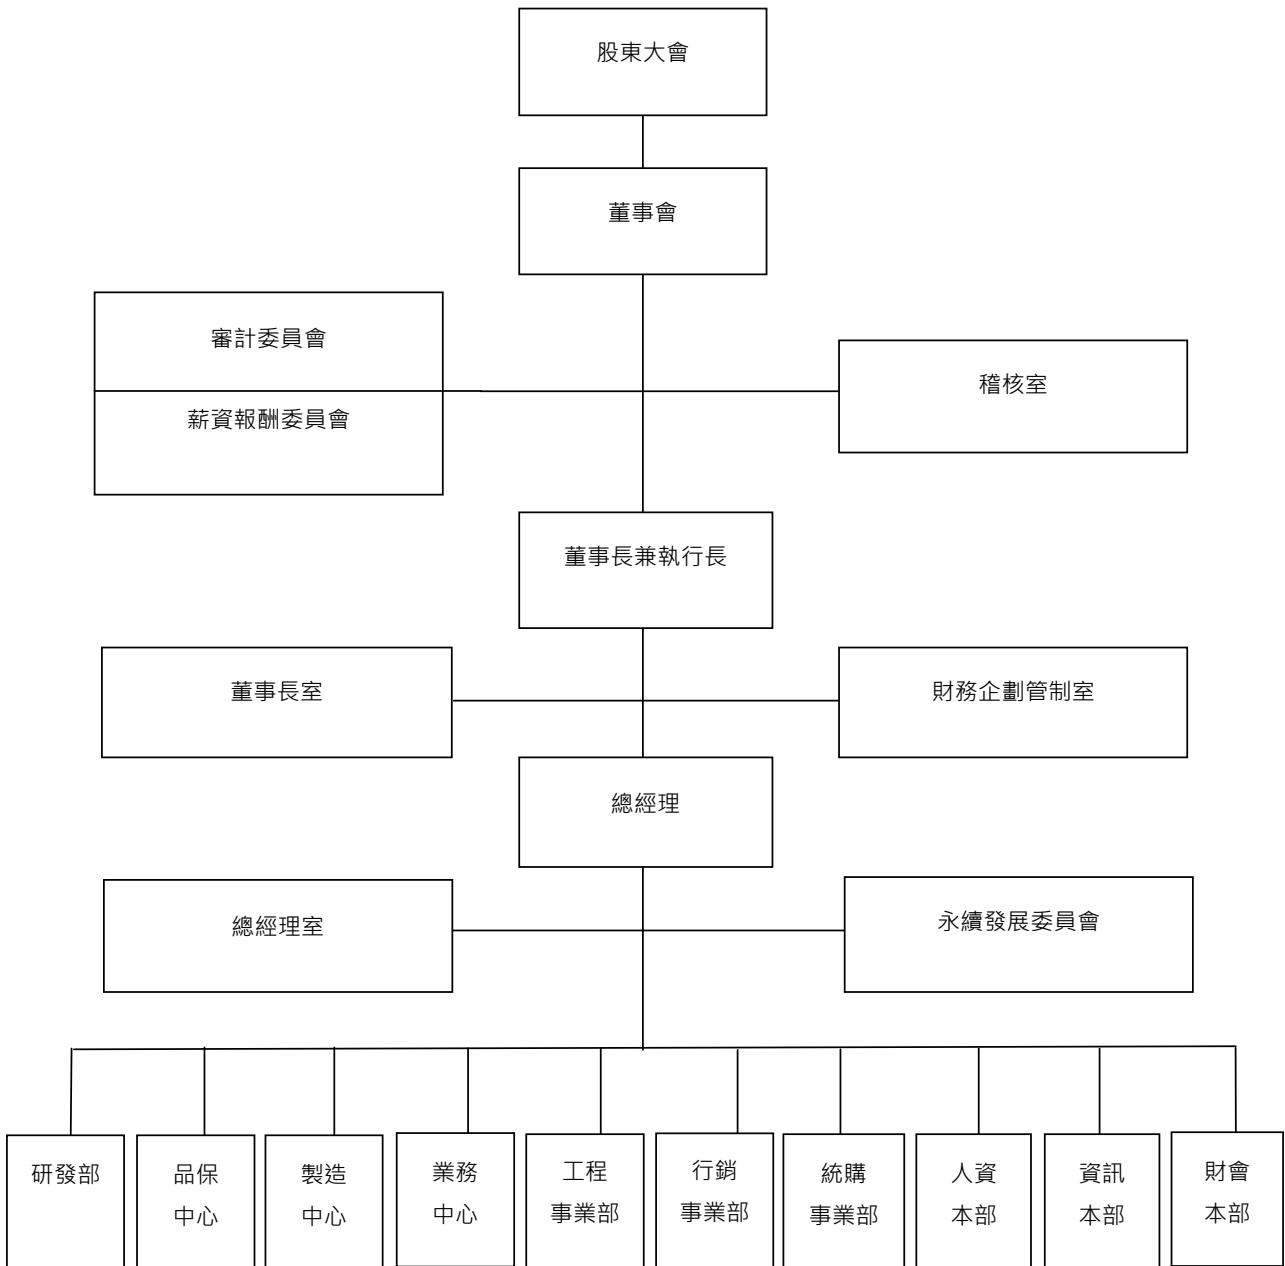 股東大會
董事會
審計委員會
薪資報酬委員會
稽核室
董事長兼執行長
董事長室
財務企劃管制室
總經理
總經理室
永續發展委員會
研發部
品保
中心
製造
中心
業務
中心
工程
事業部
行銷
事業部
統購
事業部
人資
本部
資訊
本部
財會
本部